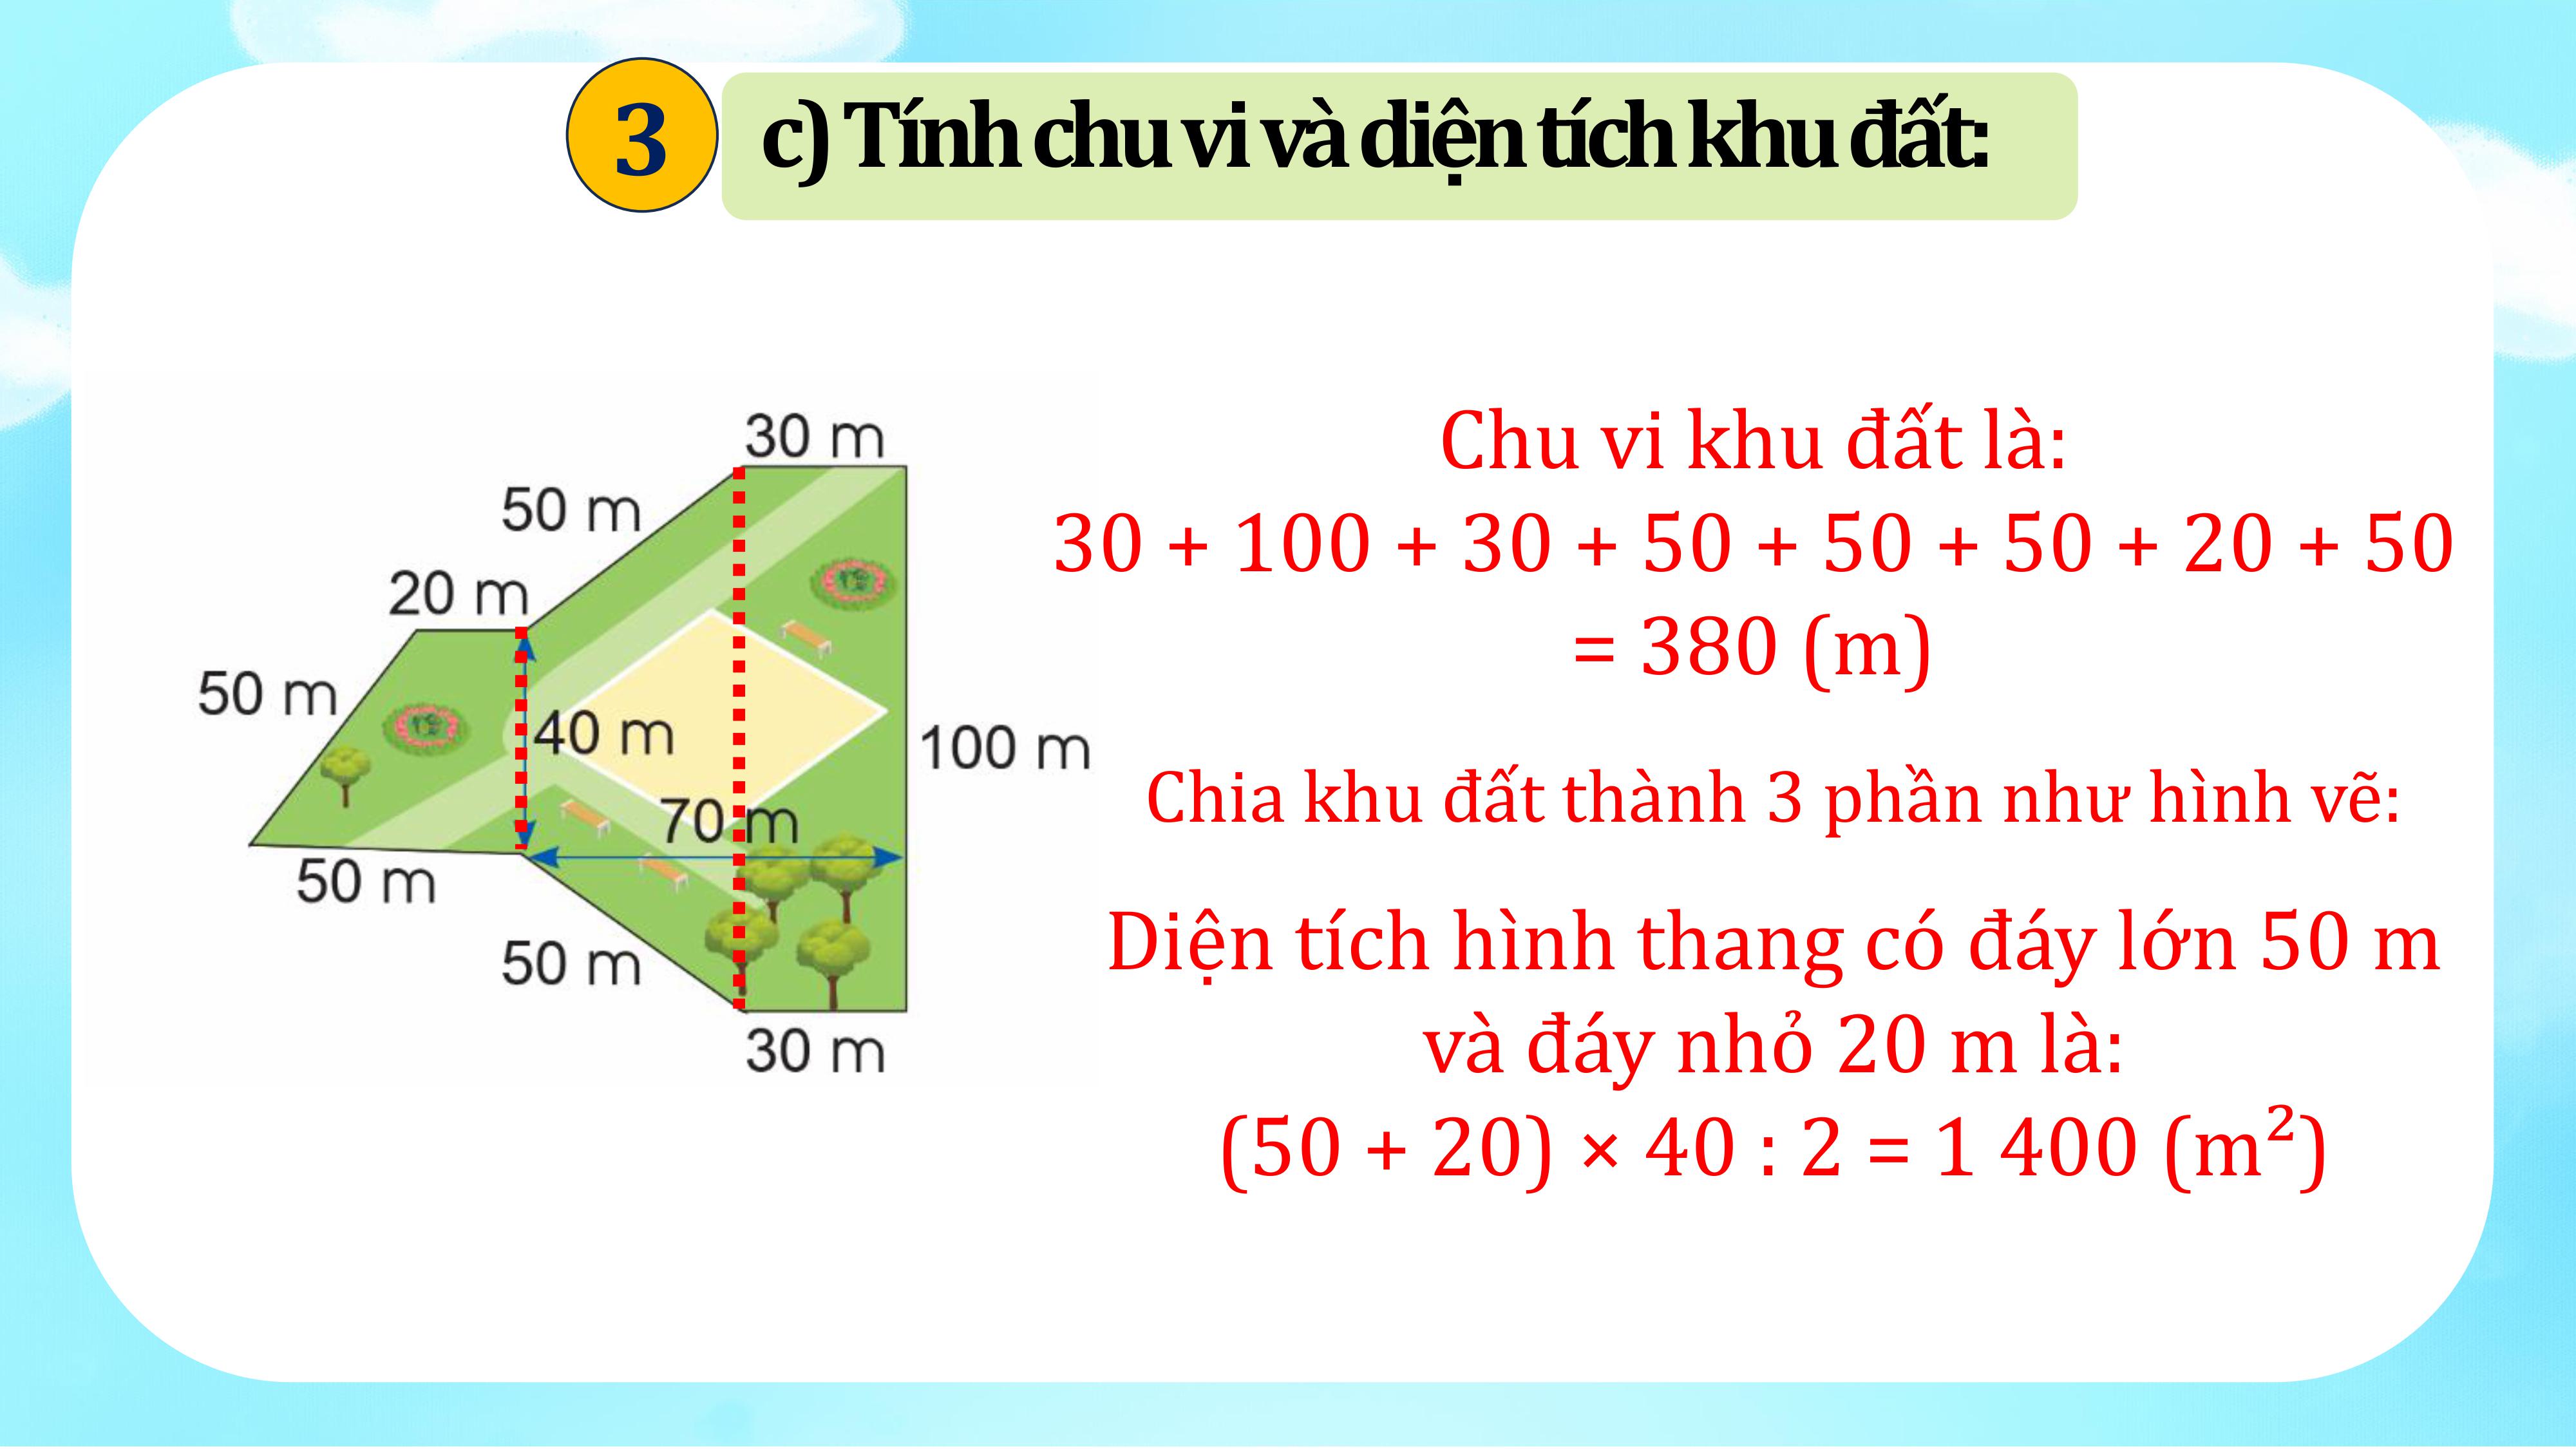 3
c) Tính chu vi và diện tích khu đất:
30 m
50 m
20 m
50 m
40 m
100 m
70 m
50 m
50 m
30 m
Chu vi khu đất là:
30 + 100 + 30 + 50 + 50 + 50 + 20 + 50
= 380 (m)
Chia khu đất thành 3 phần như hình vẽ:
Diện tích hình thang có đáy lớn 50 m
và đáy nhỏ 20 m là:
(50 + 20) × 40 : 2 = 1 400 (m²)